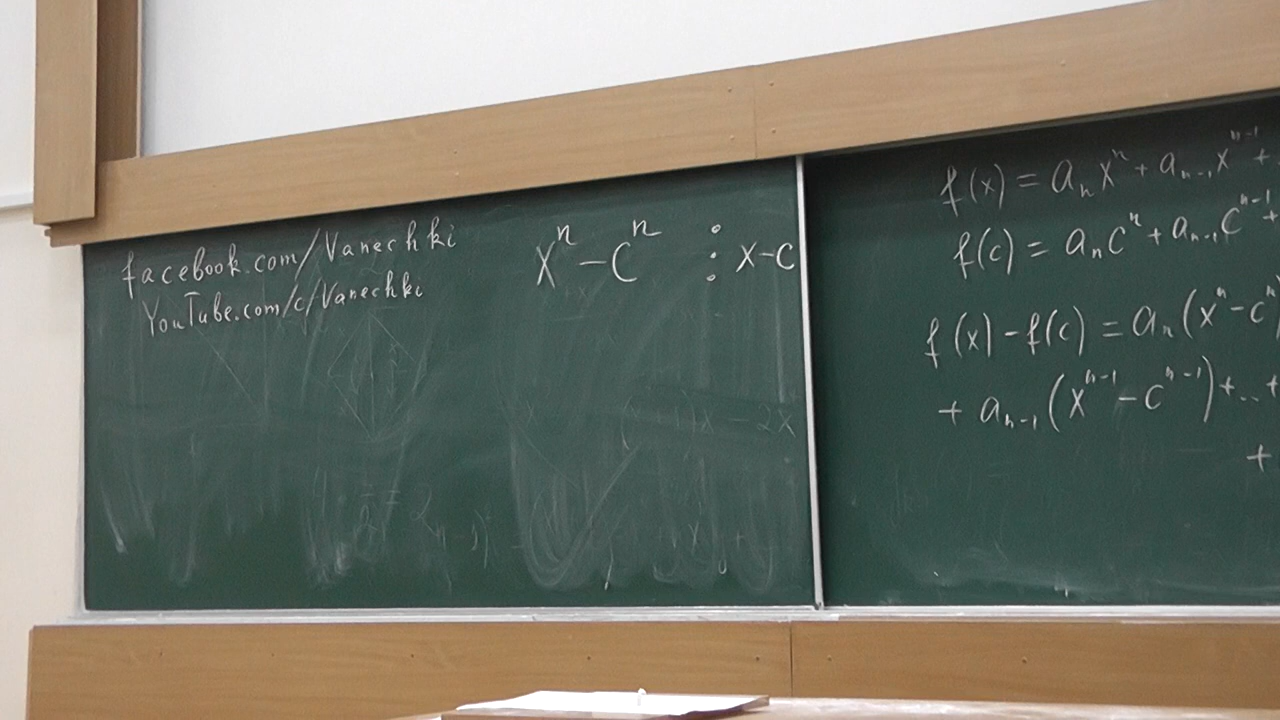 facebook.com/Vanechki
YouTube.com/c/Vanechki
xⁿ - cⁿ ⋮ x-c
f(x) = aₙxⁿ + aₙ₋₁xⁿ⁻¹ +
f(c) = aₙcⁿ + aₙ₋₁cⁿ⁻¹ +
f(x) - f(c) = aₙ(xⁿ - cⁿ
+ aₙ₋₁(xⁿ⁻¹ - cⁿ⁻¹) + ... +
+